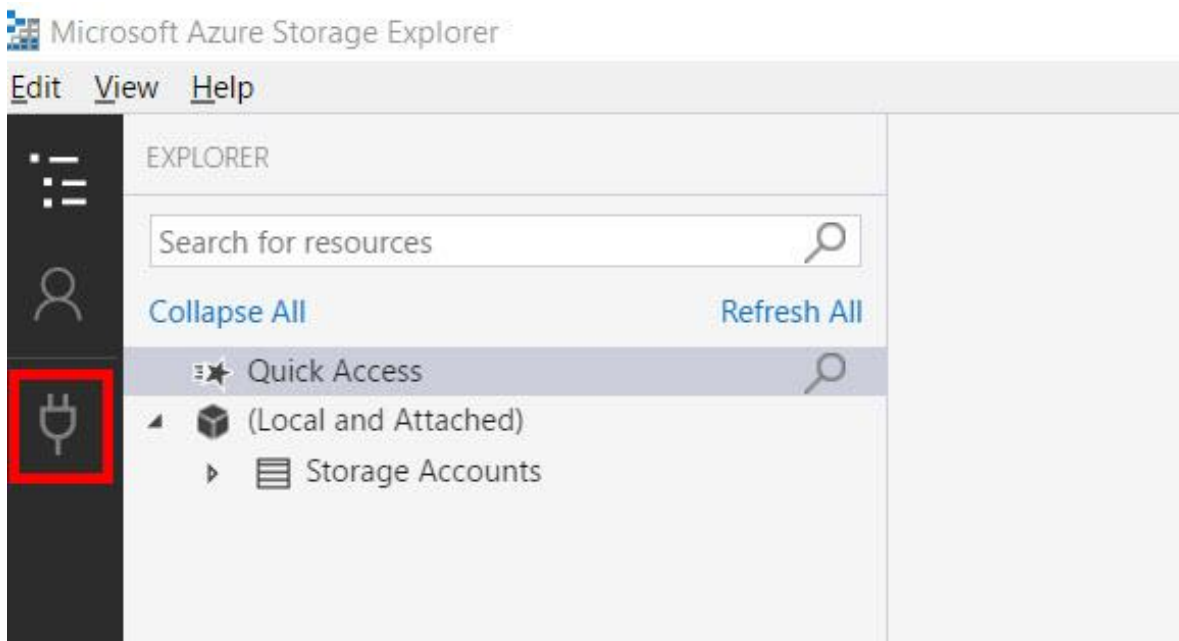 Microsoft Azure Storage Explorer
Edit View Help
EXPLORER
Search for resources
Collapse All Refresh All
Quick Access
(Local and Attached)
Storage Accounts